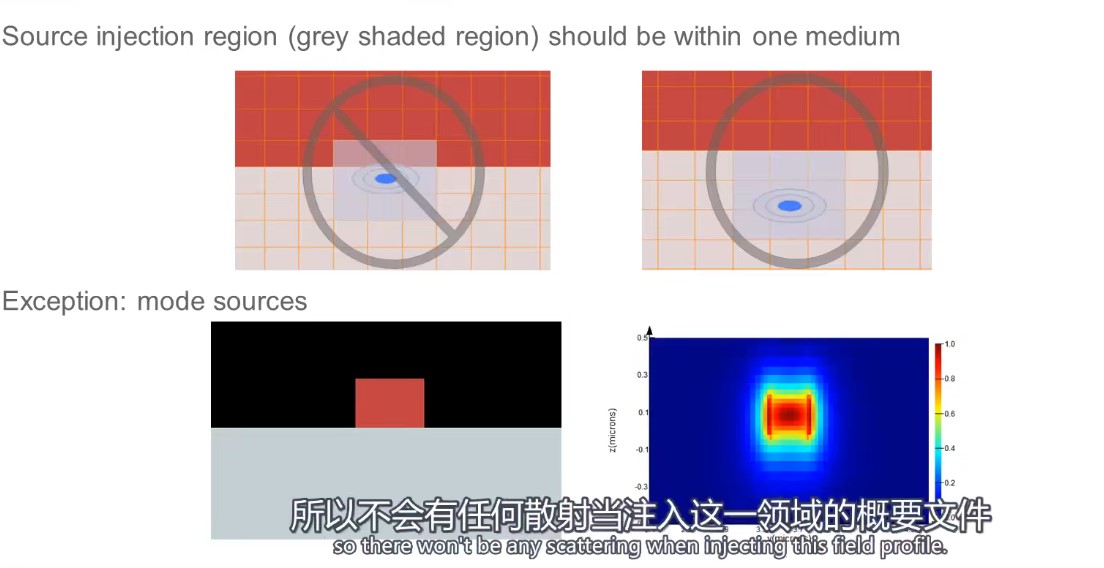 Source injection region (grey shaded region) should be within one medium
Exception: mode sources
0.5
0.3
0.1
-0.1
-0.3
z(microns)
1.0
0.8
0.6
0.4
0.2
所以不会有任何散射当注入这一领域的概要文件
so there won't be any scattering when injecting this field profile.